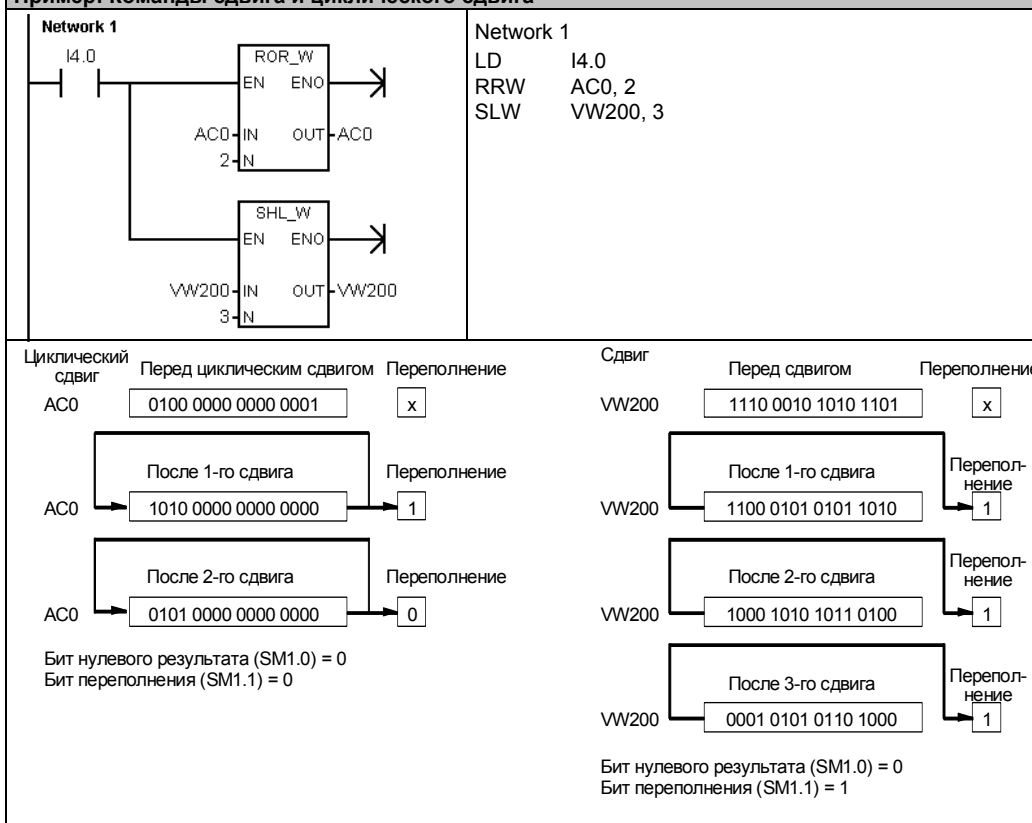 Пример: Команды сдвига и циклического сдвига
Network 1
I4.0
ROR_W
EN ENO
AC0 IN OUT AC0
2 N
SHL_W
EN ENO
VW200 IN OUT VW200
3 N
Network 1
LD I4.0
RRW AC0, 2
SLW VW200, 3
Циклический
сдвиг
Перед циклическим сдвигом Переполнение
AC0 0100 0000 0000 0001 x
После 1-го сдвига Переполнение
AC0 1010 0000 0000 0000 1
После 2-го сдвига Переполнение
AC0 0101 0000 0000 0000 0
Бит нулевого результата (SM1.0) = 0
Бит переполнения (SM1.1) = 0
Сдвиг
Перед сдвигом Переполнение
VW200 1110 0010 1010 1101 x
После 1-го сдвига Перепол-
нение
VW200 1100 0101 0101 1010 1
После 2-го сдвига Перепол-
нение
VW200 1000 1010 1011 0100 1
После 3-го сдвига Перепол-
нение
VW200 0001 0101 0110 1000 1
Бит нулевого результата (SM1.0) = 0
Бит переполнения (SM1.1) = 1